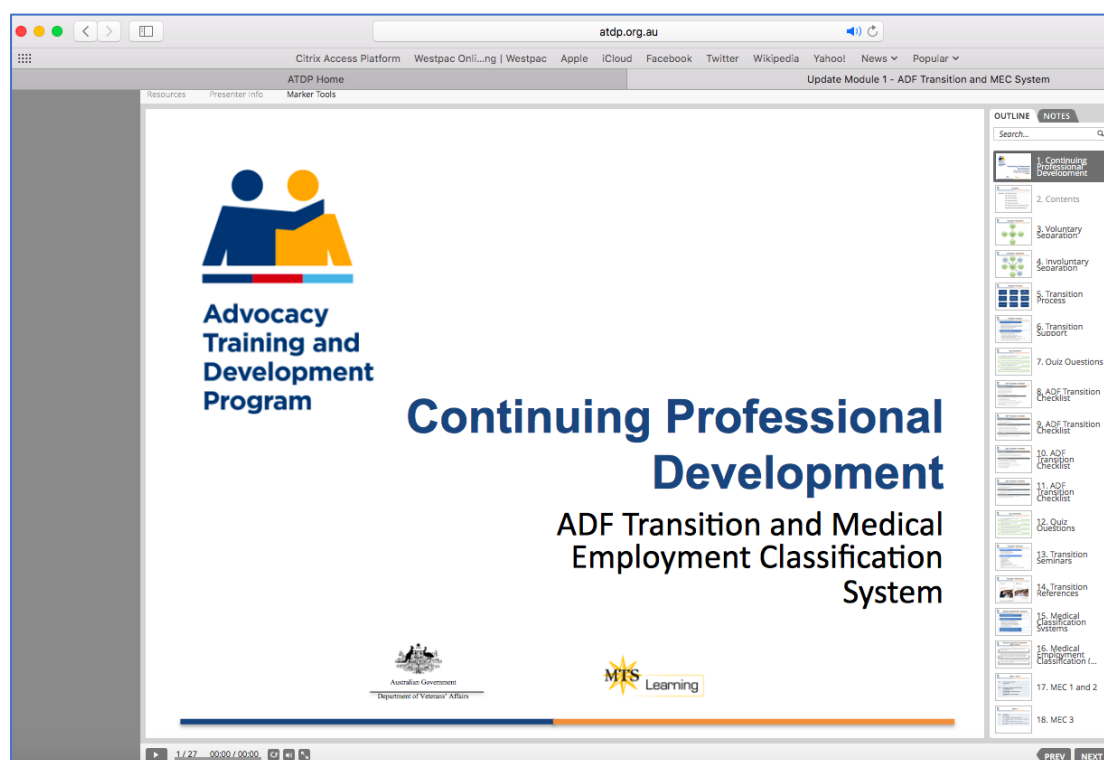 atdp.org.au
Citrix Access Platform Westpac Onli...ng | Westpac Apple iCloud Facebook Twitter Wikipedia Yahoo! News Popular
ATDP Home Update Module 1 - ADF Transition and MEC System
Resources Presenter Info Marker Tools
Advocacy
Training and
Development
Program
Continuing Professional
Development
ADF Transition and Medical
Employment Classification
System
Australian Government
Department of Veterans' Affairs
MTS Learning
OUTLINE NOTES
Search...
1. Continuing
Professional
Development
2. Contents
3. Voluntary
Separation
4. Involuntary
Separation
5. Transition
Process
6. Transition
Support
7. Quiz Questions
8. ADF Transition
Checklist
9. ADF Transition
Checklist
10. ADF
Transition
Checklist
11. ADF
Transition
Checklist
12. Quiz
Questions
13. Transition
Seminars
14. Transition
References
15. Medical
Classification
Systems
16. Medical
Employment
Classification (...
17. MEC 1 and 2
18. MEC 3
1 / 27 00:00 / 00:00
PREV NEXT